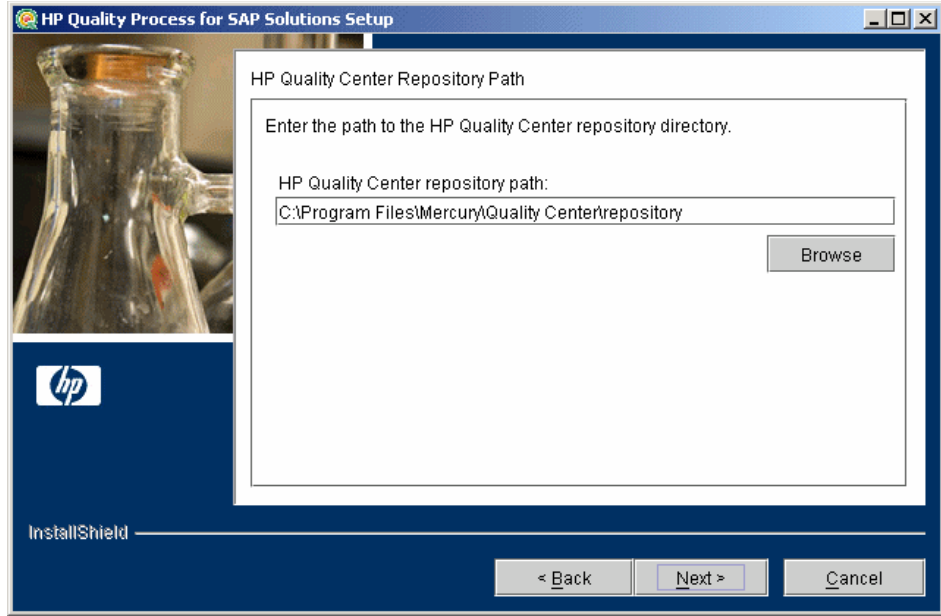 HP Quality Process for SAP Solutions Setup
HP Quality Center Repository Path
Enter the path to the HP Quality Center repository directory.
HP Quality Center repository path:
C:\Program Files\Mercury\Quality Center\repository
Browse
hp
InstallShield
< Back
Next >
Cancel